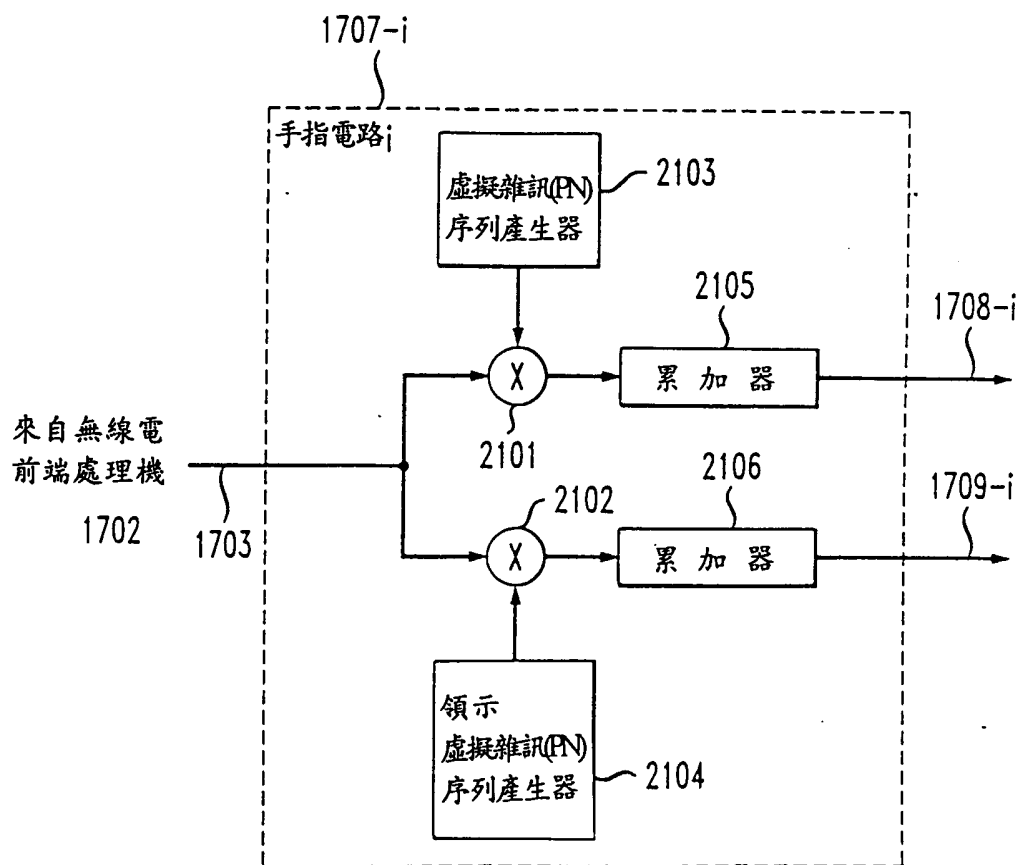 1707-i
手指電路i
虛擬雜訊(PN)
序列產生器
2103
2105
1708-i
X
累加器
2101
來自無線電
前端處理機
1702
1703
2102
2106
1709-i
X
累加器
領示
虛擬雜訊(PN)
序列產生器
2104